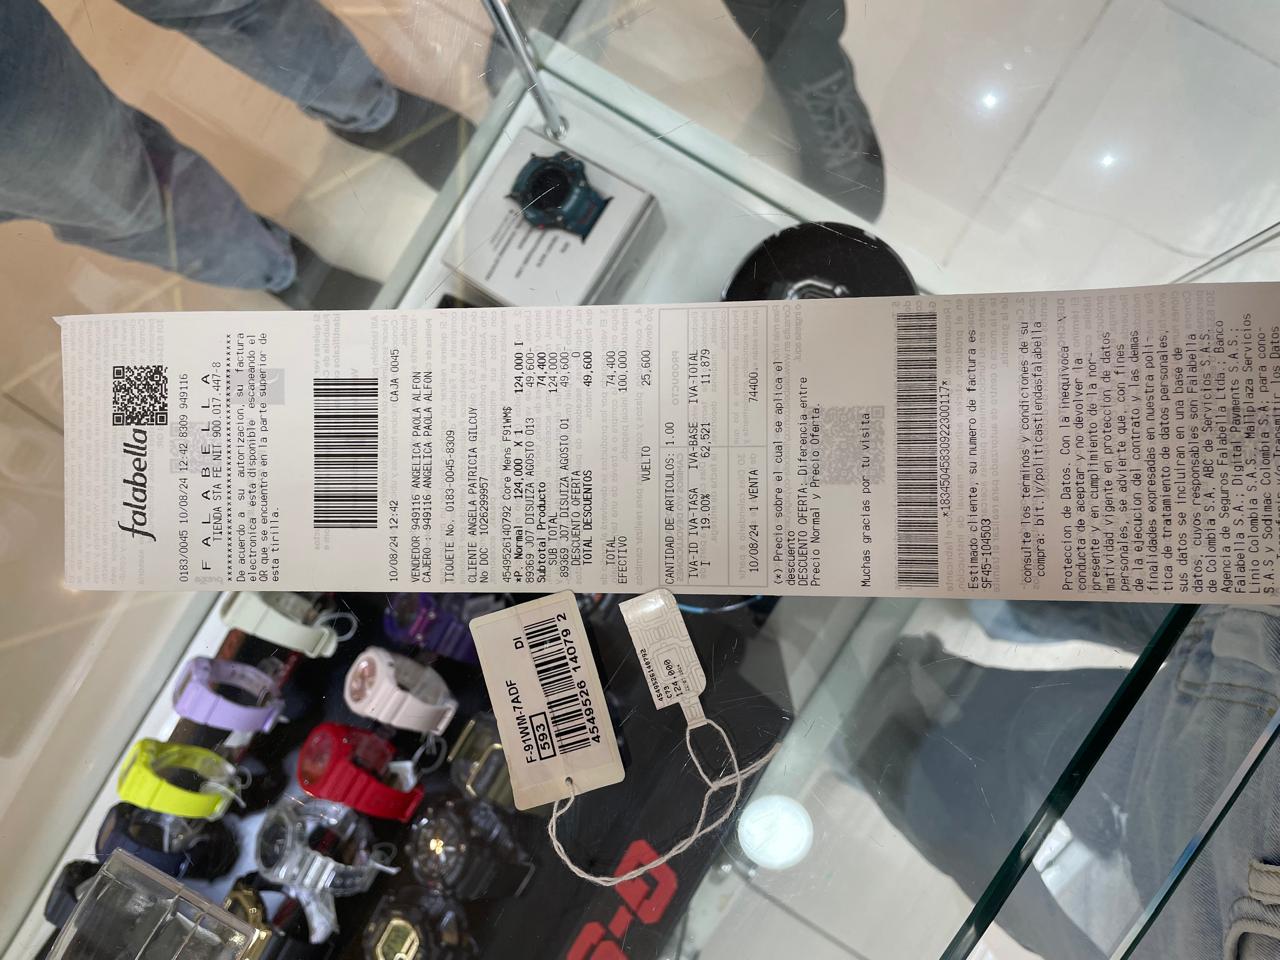 falabella
0183/0045 10/08/24 12:42 8309 949116
F A L A B E L L A
TIENDA STA FE NIT 900.017.447-8
De acuerdo a su autorizacion, su factura
electronica está disponible escaneando el
QR que se encuentra en la parte superior de
esta tirilla.
10/08/24 12:42 CAJA 0045
VENDEDOR 949116 ANGELICA PAOLA ALFON
CAJERO-: 949116 ANGELICA PAOLA ALFON
TIQUETE No. 0183-0045-8309
CLIENTE ANGELA PATRICIA GILCUY
No DOC 1026299957
4549526140792 Core Mens F91WM$
*P. Normal 124,000 X 1 124,000 I
89369 J07 DISUIZA AGOSTO 013 49,600-
Subtotal Producto 74,400
SUB TOTAL 124,000
89369 J07 DISUIZA AGOSTO 01 49,600-
DESCUENTO OFERTA 0
TOTAL DESCUENTOS 49,600
TOTAL 74,400
EFECTIVO 100,000
VUELTO 25,600
CANTIDAD DE ARTICULOS: 1.00
IVA-ID IVA-TASA IVA-BASE IVA-TOTAL
I 19.00% 62,521 11,879
10/08/24 1 VENTA 74400.
(*) Precio sobre el cual se aplica el
descuento
DESCUENTO OFERTA: Diferencia entre
Precio Normal y Precio Oferta.
Muchas gracias por tu visita.
*183450458309220001171*
Estimado cliente, su numero de factura es
SF45-104503
consulte los terminos y condiciones de su
compra: bit.ly/politicastiendasfalabella
Proteccion de Datos. Con la inequivoca
conducta de aceptar y no devolver la
presente y en cumplimiento de a nor-
matividad vigente en proteccion de datos
personales, se advierte que, con fines
de la ejecucion del contrato y las demas
finalidades expresadas en nuestra poli-
tica de tratamiento de datos personales,
sus datos se incluiran en una base de
datos, cuyos responsables son Falabella
de Colombia S.A, ABC de Servicios S.A.S.
Agencia de Seguros Falabella Ltda.; Banco
Falabella S.A.; Digital Payments S.A.S.;
Linio Colombia S.A.S.; Mallplaza Servicios
S.A.S y Sodimac Colombia S.A; para cono-
F-91WM-7ADF DI
593
4549526 14079 2
4549526140792
C73
124,000